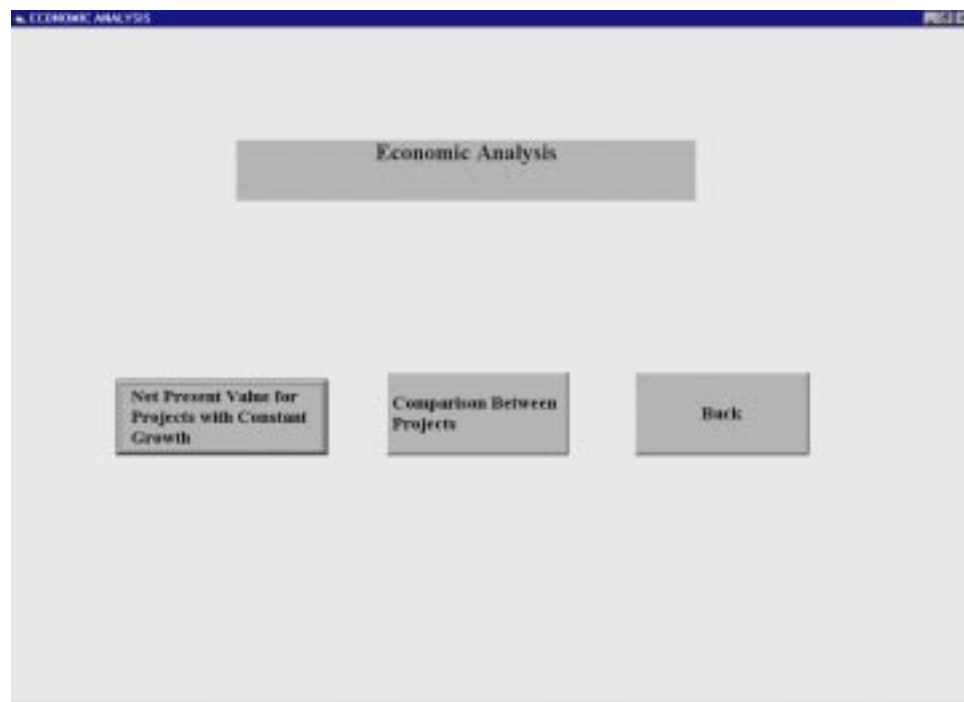 ECONOMIC ANALYSIS
Economic Analysis
Net Present Value for
Projects with Constant
Growth
Comparison Between
Projects
Back